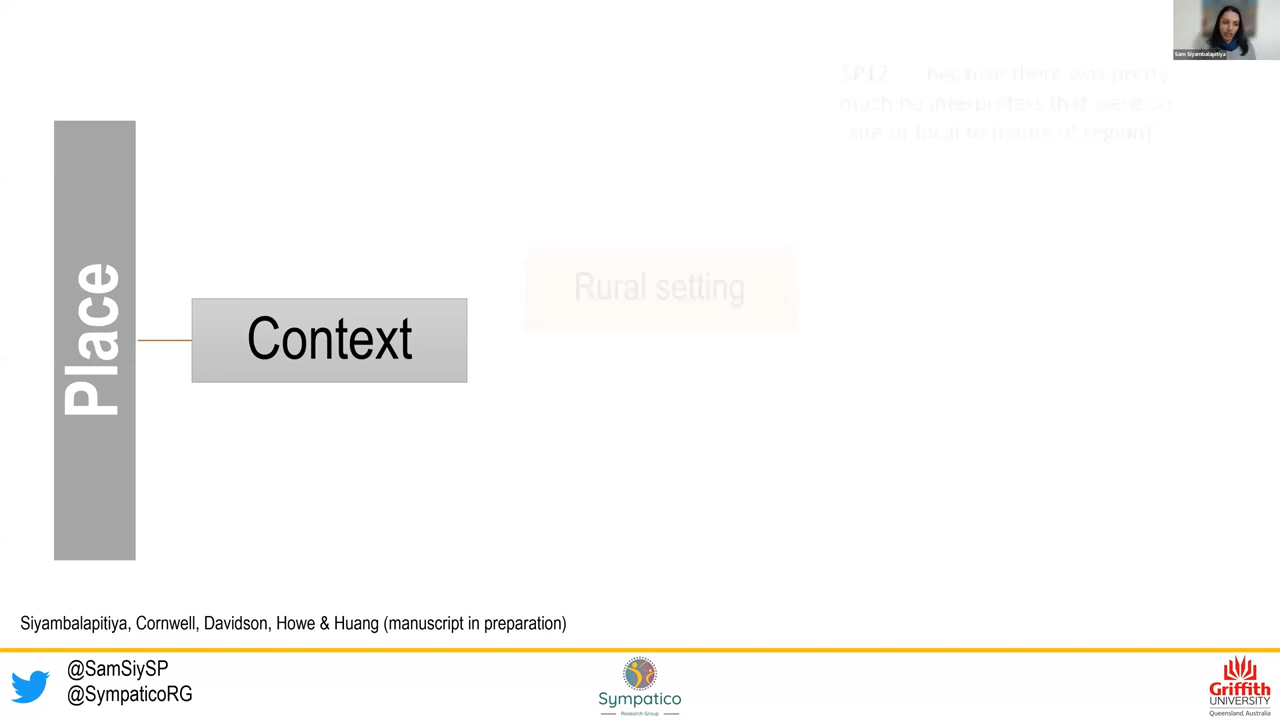 Sam Siyambalapitiya
SP12 because there was pretty
much no interpreters that were on
site or local to [name of region]
Rural setting
Place
Context
Siyambalapitiya, Cornwell, Davidson, Howe & Huang (manuscript in preparation)
@SamSiySP
@SympaticoRG
Sympatico
Research Group
Griffith
UNIVERSITY
Queensland, Australia